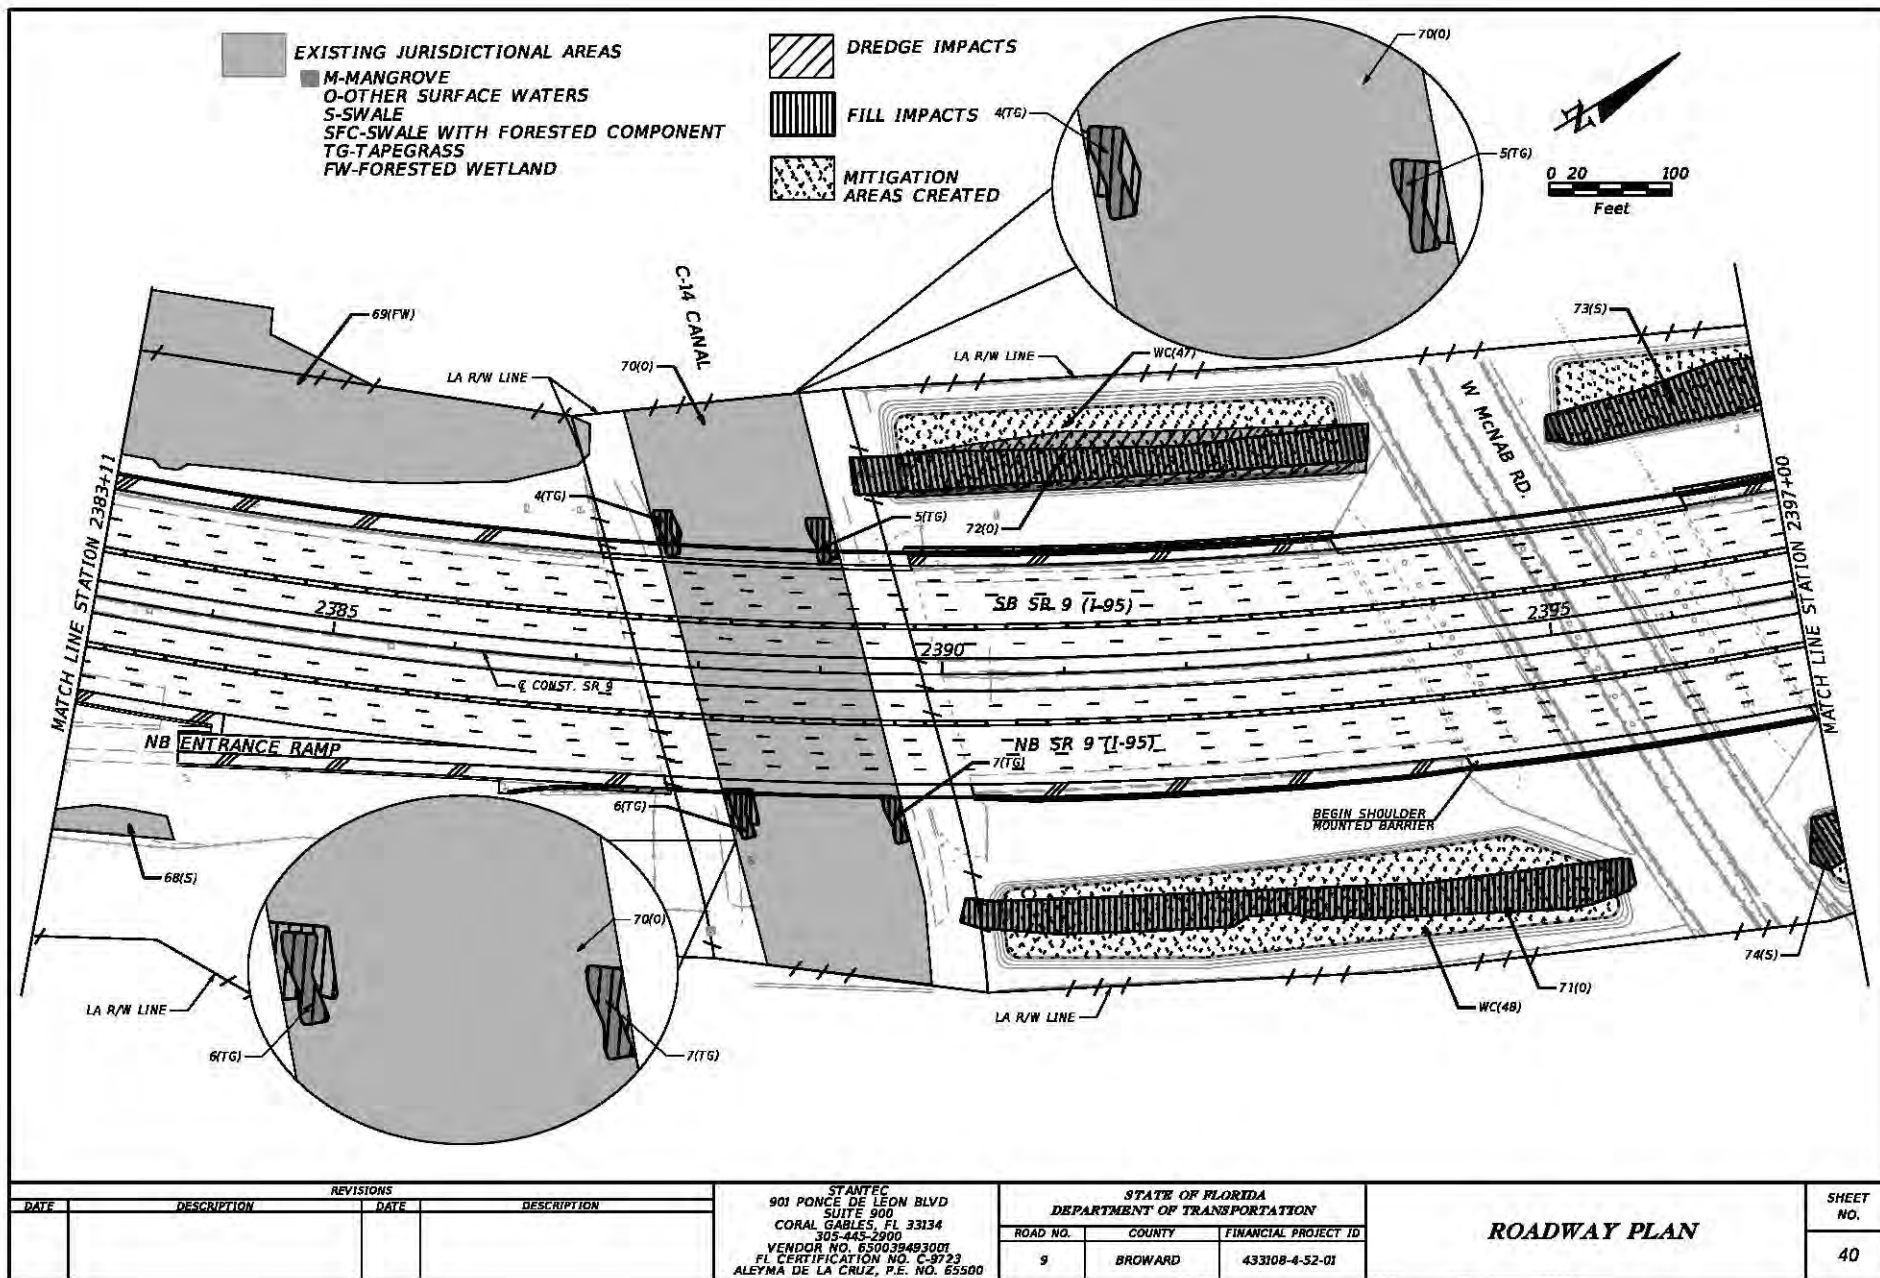 EXISTING JURISDICTIONAL AREAS
M-MANGROVE
O-OTHER SURFACE WATERS
S-SWALE
SFC-SWALE WITH FORESTED COMPONENT
TG-TAPEGRASS
FW-FORESTED WETLAND
DREDGE IMPACTS
FILL IMPACTS
MITIGATION
AREAS CREATED
70(O)
4(TG)
5(TG)
N
0 20 100
Feet
69(FW)
C-14 CANAL
70(O)
LA R/W LINE
LA R/W LINE
WC(47)
73(S)
W McNAB RD.
4(TG)
5(TG)
72(O)
MATCH LINE STATION 2383+11
MATCH LINE STATION 2397+00
2385
SB SR 9 (I-95)
2395
2390
℄ CONST. SR 9
NB ENTRANCE RAMP
NB SR 9 (I-95)
7(TG)
6(TG)
BEGIN SHOULDER
MOUNTED BARRIER
68(S)
70(O)
74(S)
71(O)
WC(48)
LA R/W LINE
LA R/W LINE
6(TG)
7(TG)
REVISIONS
DATE DESCRIPTION DATE DESCRIPTION
STANTEC
901 PONCE DE LEON BLVD
SUITE 900
CORAL GABLES, FL 33134
305-445-2900
VENDOR NO. 650039493001
FL CERTIFICATION NO. C-9723
ALEYMA DE LA CRUZ, P.E. NO. 65500
STATE OF FLORIDA
DEPARTMENT OF TRANSPORTATION
ROAD NO. COUNTY FINANCIAL PROJECT ID
9 BROWARD 433108-4-52-01
ROADWAY PLAN
SHEET
NO.
40